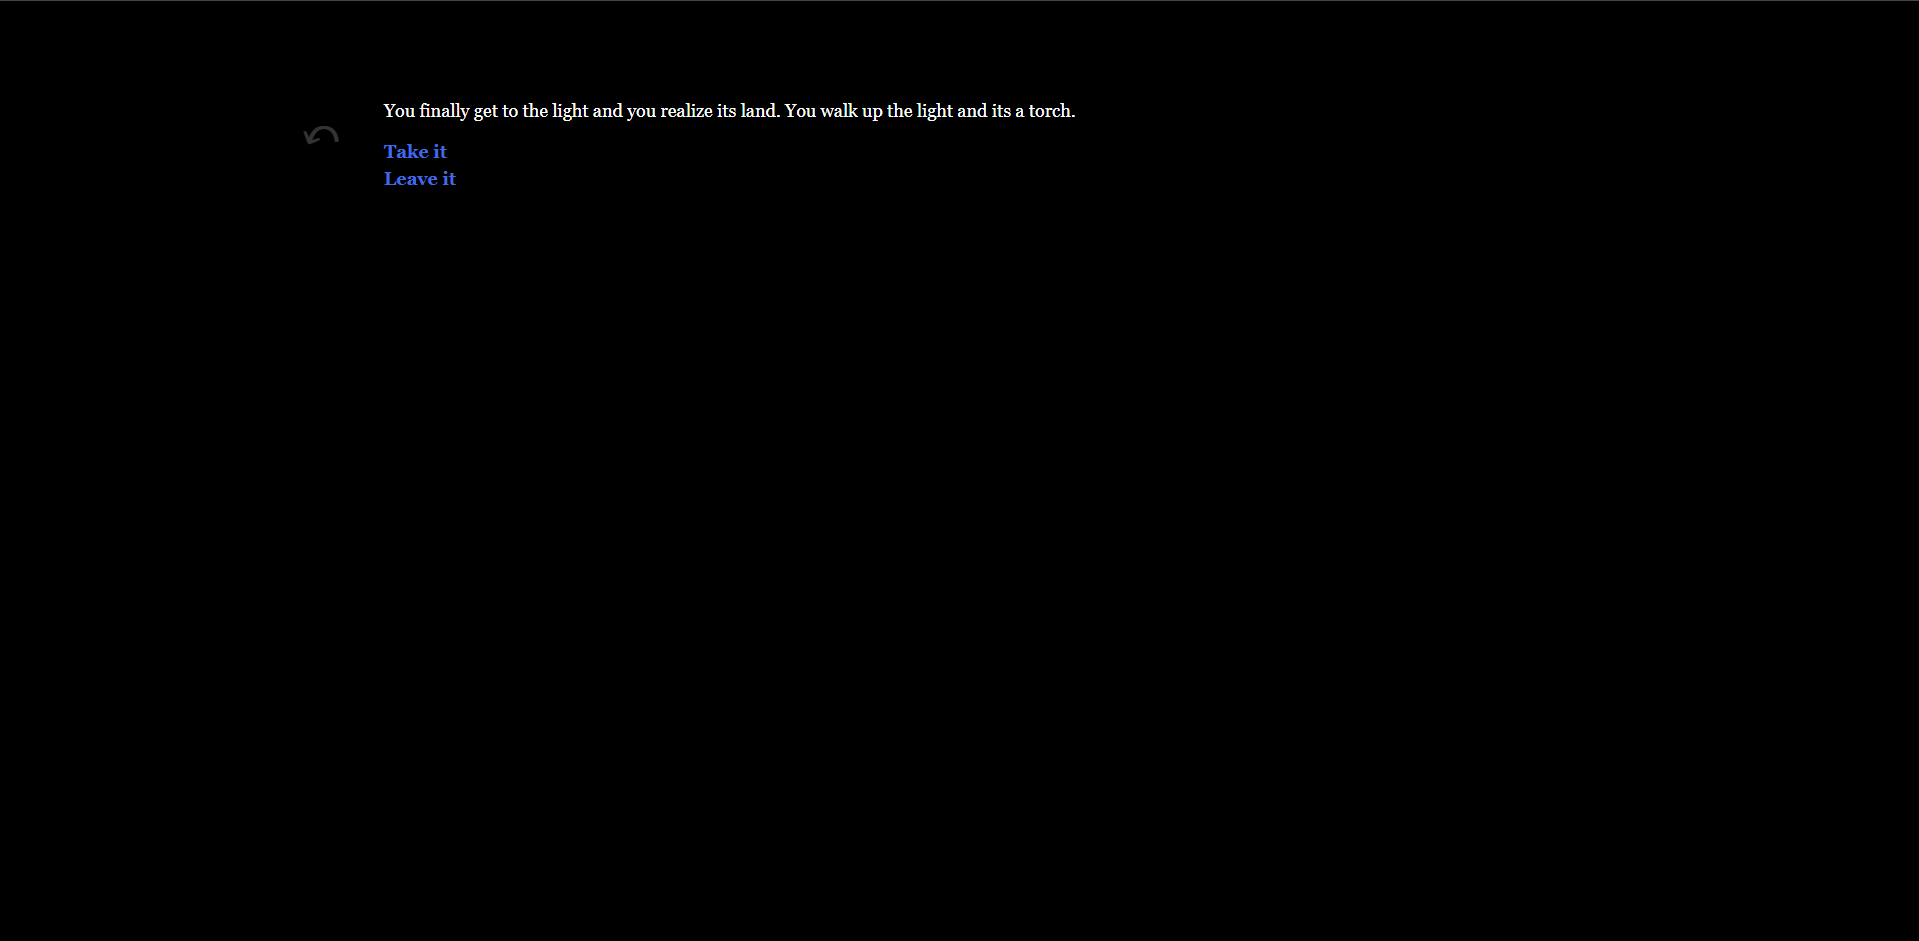 You finally get to the light and you realize its land. You walk up the light and its a torch.
Take it
Leave it